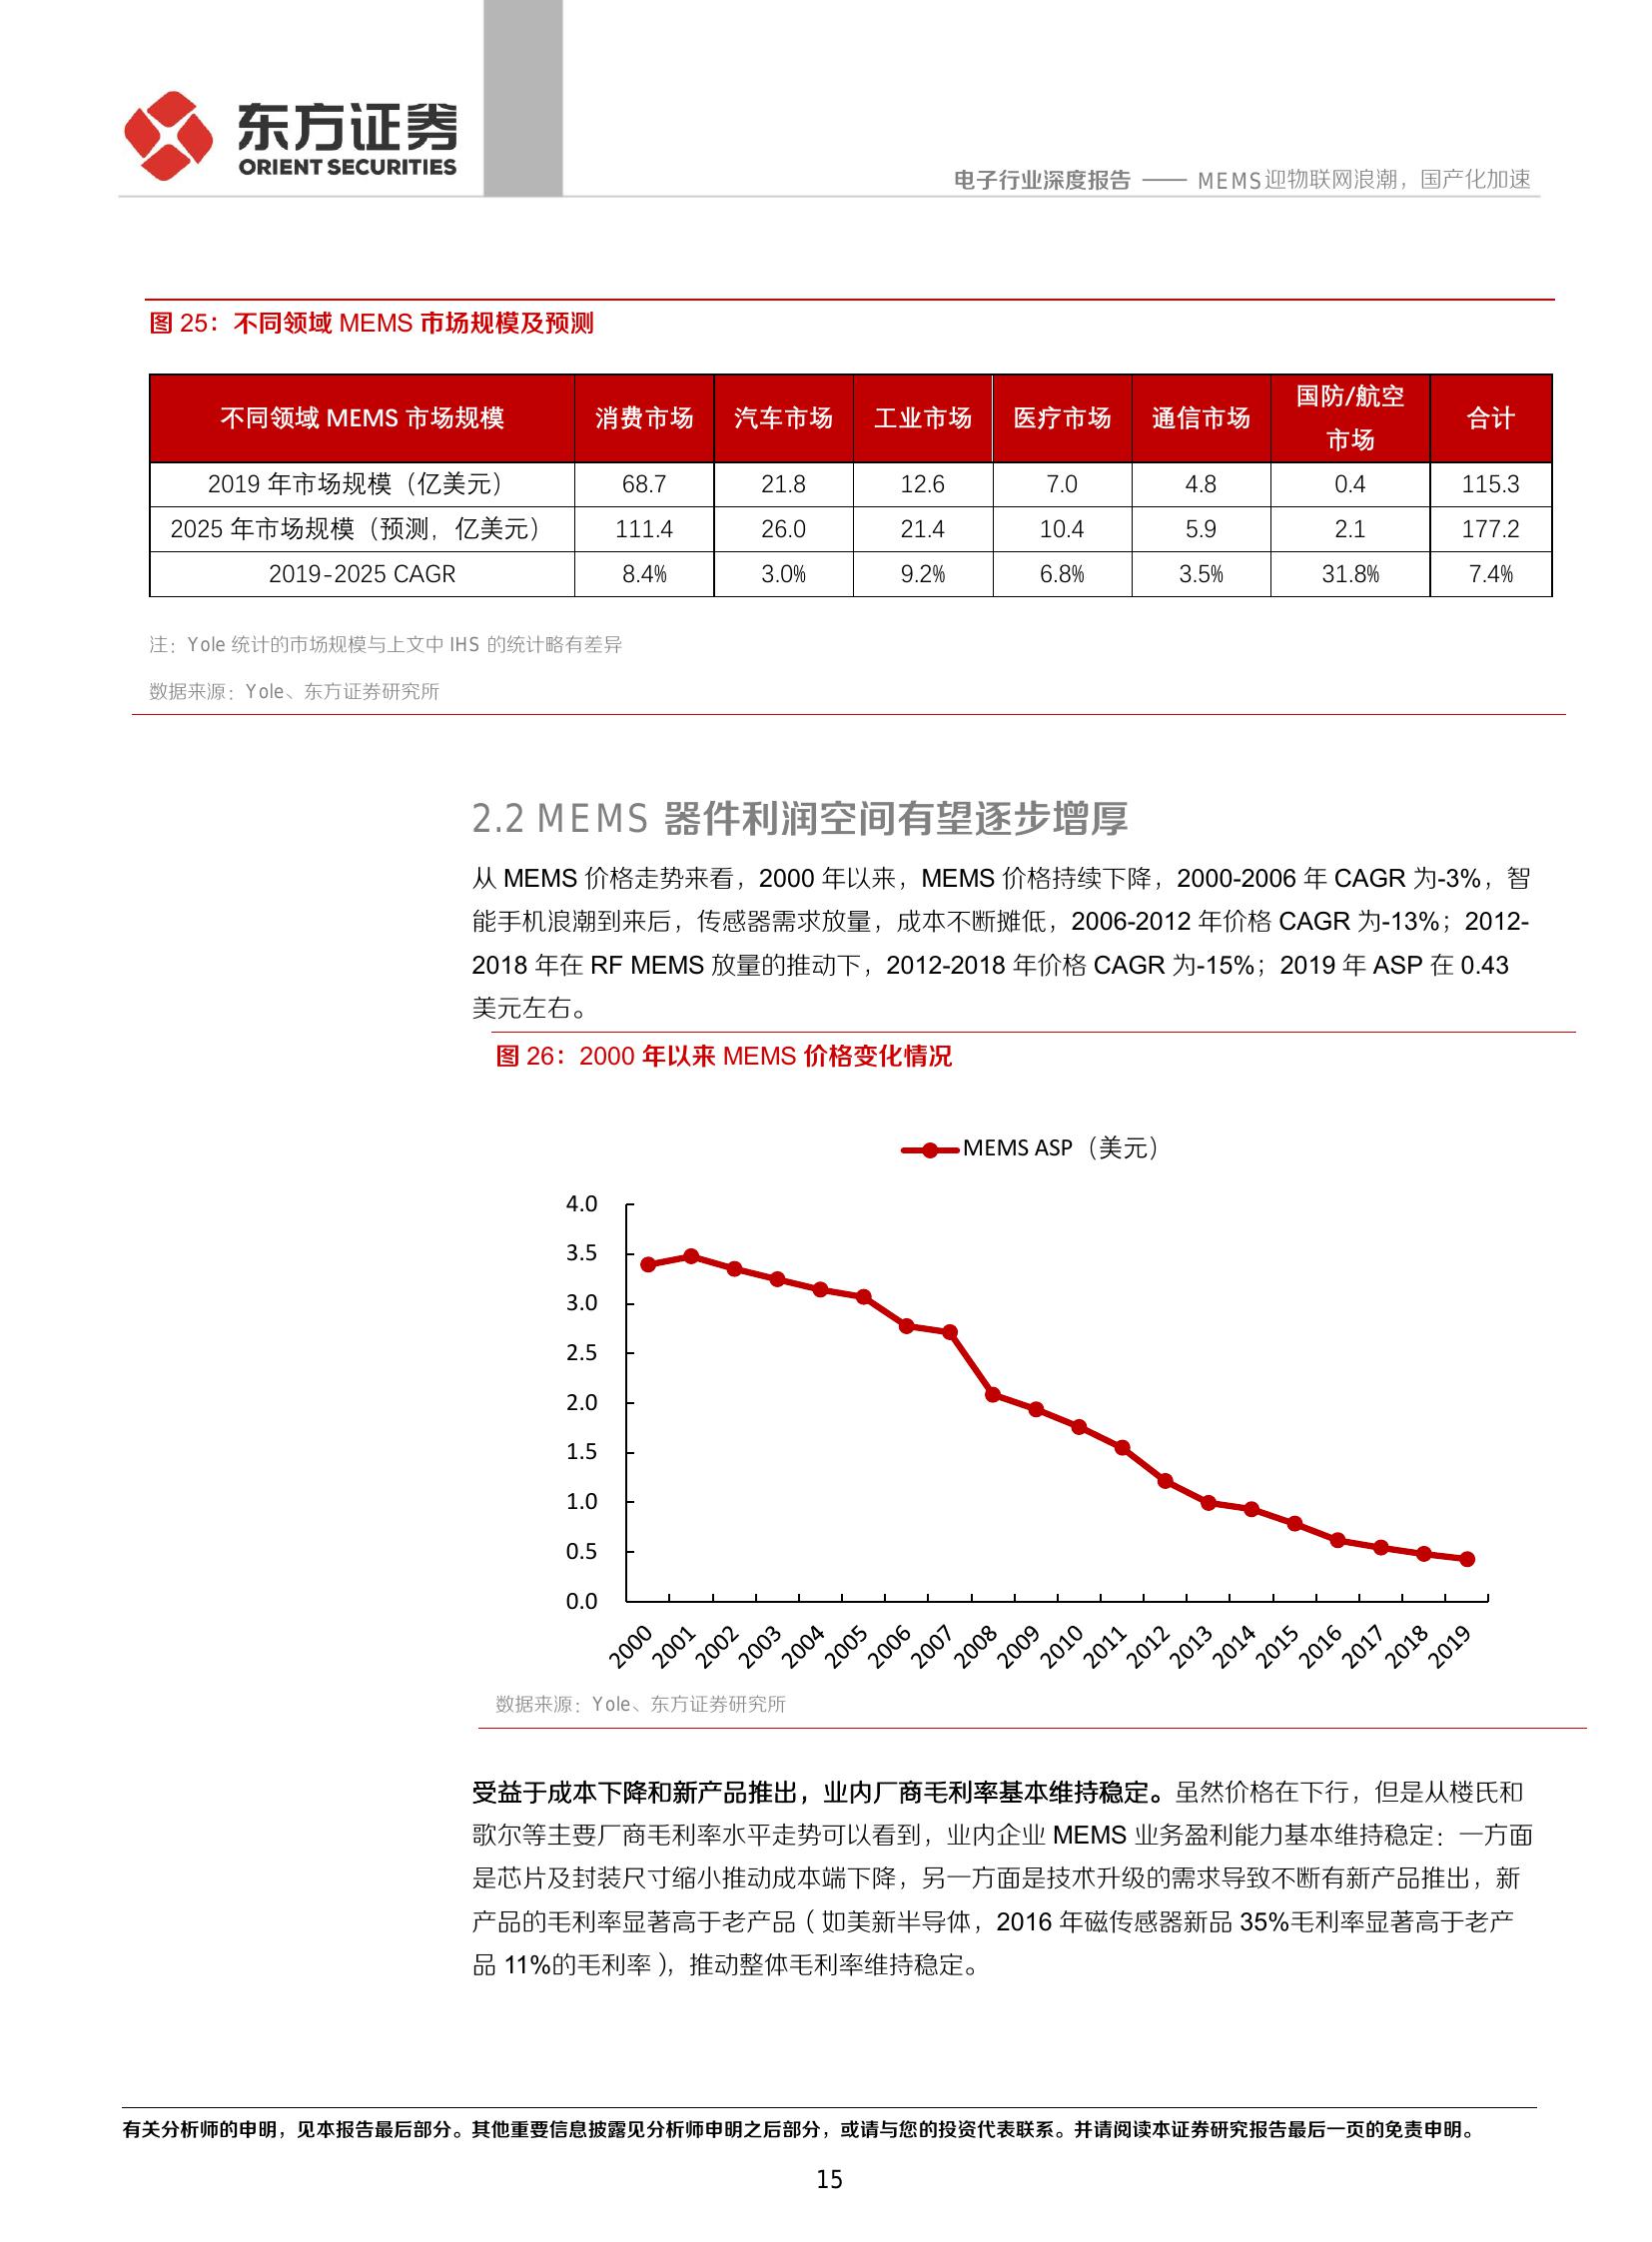 东方证券
ORIENT SECURITIES
电子行业深度报告 —— MEMS迎物联网浪潮，国产化加速
图 25：不同领域 MEMS 市场规模及预测
不同领域 MEMS 市场规模 消费市场 汽车市场 工业市场 医疗市场 通信市场 国防/航空市场 合计
2019 年市场规模（亿美元） 68.7 21.8 12.6 7.0 4.8 0.4 115.3
2025 年市场规模（预测，亿美元） 111.4 26.0 21.4 10.4 5.9 2.1 177.2
2019-2025 CAGR 8.4% 3.0% 9.2% 6.8% 3.5% 31.8% 7.4%
注：Yole 统计的市场规模与上文中 IHS 的统计略有差异
数据来源：Yole、东方证券研究所
2.2 MEMS 器件利润空间有望逐步增厚
从 MEMS 价格走势来看，2000 年以来，MEMS 价格持续下降，2000-2006 年 CAGR 为-3%，智
能手机浪潮到来后，传感器需求放量，成本不断摊低，2006-2012 年价格 CAGR 为-13%；2012-
2018 年在 RF MEMS 放量的推动下，2012-2018 年价格 CAGR 为-15%；2019 年 ASP 在 0.43
美元左右。
图 26：2000 年以来 MEMS 价格变化情况
MEMS ASP（美元）
4.0
3.5
3.0
2.5
2.0
1.5
1.0
0.5
0.0
2000 2001 2002 2003 2004 2005 2006 2007 2008 2009 2010 2011 2012 2013 2014 2015 2016 2017 2018 2019
数据来源：Yole、东方证券研究所
受益于成本下降和新产品推出，业内厂商毛利率基本维持稳定。虽然价格在下行，但是从楼氏和
歌尔等主要厂商毛利率水平走势可以看到，业内企业 MEMS 业务盈利能力基本维持稳定：一方面
是芯片及封装尺寸缩小推动成本端下降，另一方面是技术升级的需求导致不断有新产品推出，新
产品的毛利率显著高于老产品（如美新半导体，2016 年磁传感器新品 35%毛利率显著高于老产
品 11%的毛利率），推动整体毛利率维持稳定。
有关分析师的申明，见本报告最后部分。其他重要信息披露见分析师申明之后部分，或请与您的投资代表联系。并请阅读本证券研究报告最后一页的免责申明。
15